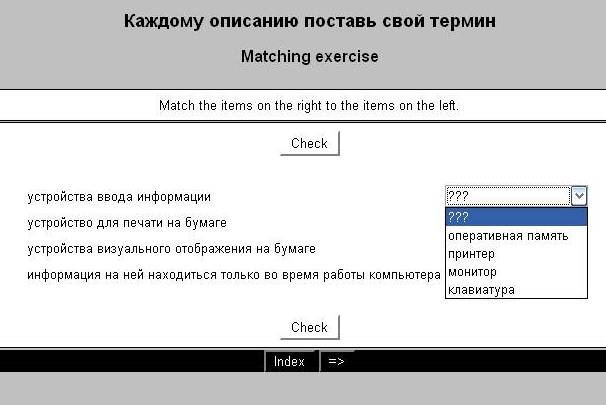 Каждому описанию поставь свой термин
Matching exercise
Match the items on the right to the items on the left.
Check
устройства ввода информации
???
???
устройство для печати на бумаге
оперативная память
устройства визуального отображения на бумаге
принтер
информация на ней находиться только во время работы компьютера
монитор
клавиатура
Check
Index =>